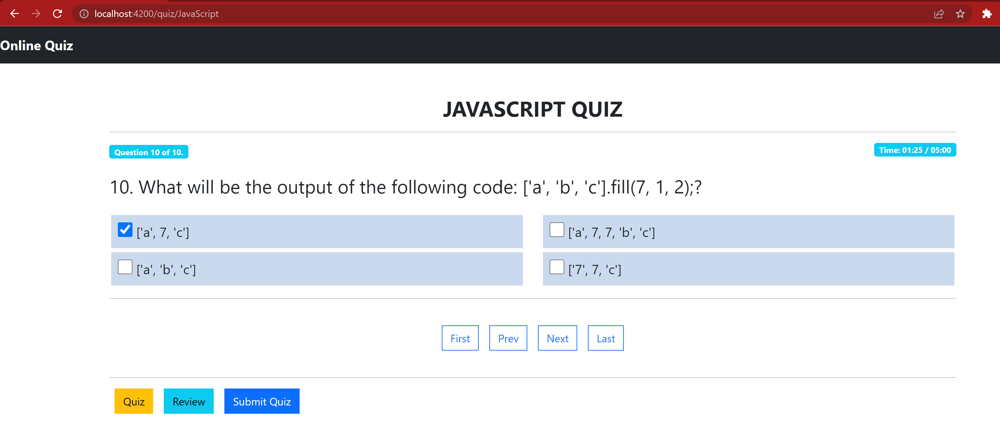 localhost:4200/quiz/JavaScript
Online Quiz
JAVASCRIPT QUIZ
Question 10 of 10.
Time: 01:25 / 05:00
10. What will be the output of the following code: ['a', 'b', 'c'].fill(7, 1, 2);?
['a', 7, 'c']
['a', 7, 7, 'b', 'c']
['a', 'b', 'c']
['7', 7, 'c']
First Prev Next Last
Quiz Review Submit Quiz